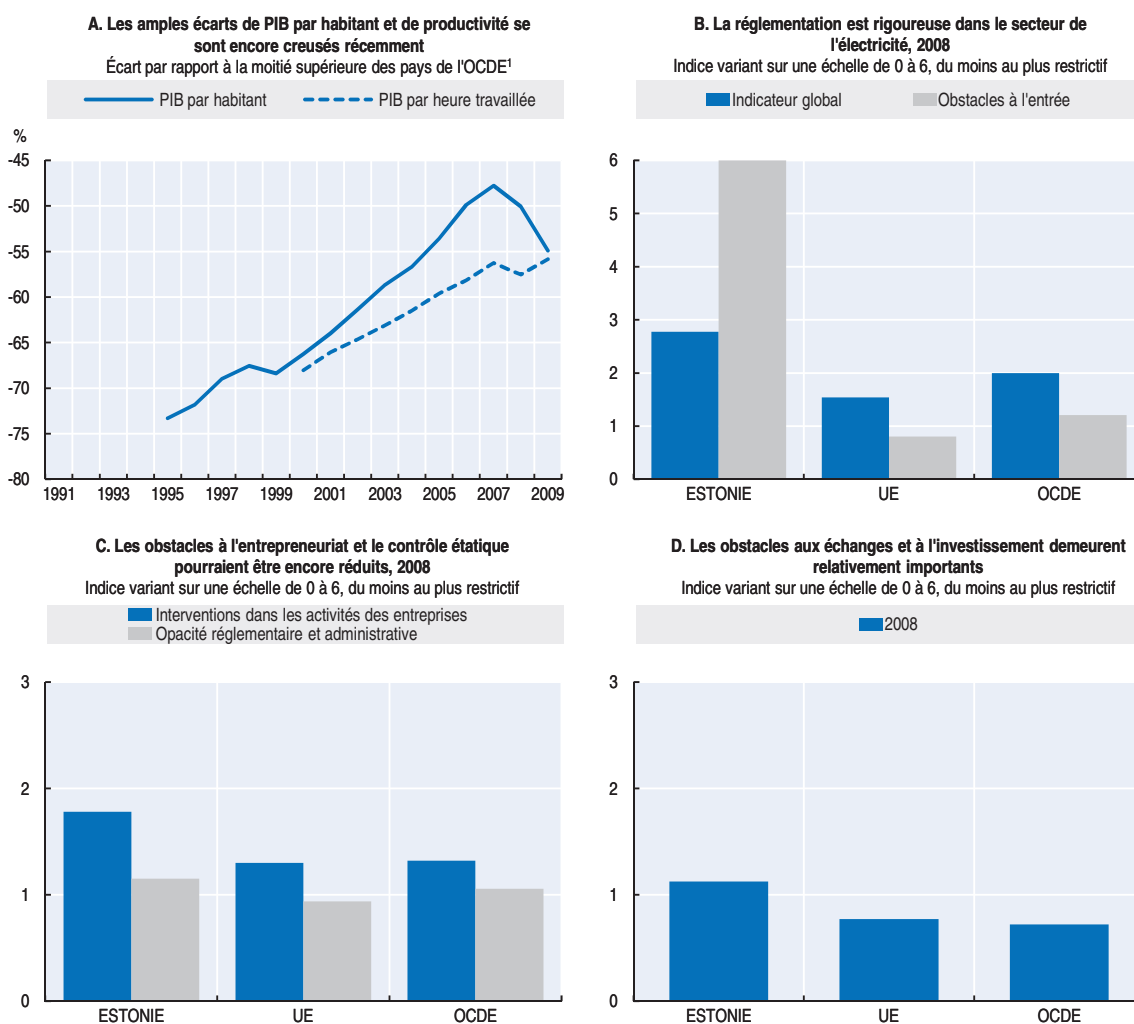 A. Les amples écarts de PIB par habitant et de productivité se
sont encore creusés récemment
Écart par rapport à la moitié supérieure des pays de l'OCDE¹
PIB par habitant
PIB par heure travaillée
%
-45
-50
-55
-60
-65
-70
-75
-80
1991 1993 1995 1997 1999 2001 2003 2005 2007 2009
B. La réglementation est rigoureuse dans le secteur de
l'électricité, 2008
Indice variant sur une échelle de 0 à 6, du moins au plus restrictif
Indicateur global
Obstacles à l'entrée
6
5
4
3
2
1
0
ESTONIE UE OCDE
C. Les obstacles à l'entrepreneuriat et le contrôle étatique
pourraient être encore réduits, 2008
Indice variant sur une échelle de 0 à 6, du moins au plus restrictif
Interventions dans les activités des entreprises
Opacité réglementaire et administrative
3
2
1
0
ESTONIE UE OCDE
D. Les obstacles aux échanges et à l'investissement demeurent
relativement importants
Indice variant sur une échelle de 0 à 6, du moins au plus restrictif
2008
3
2
1
0
ESTONIE UE OCDE